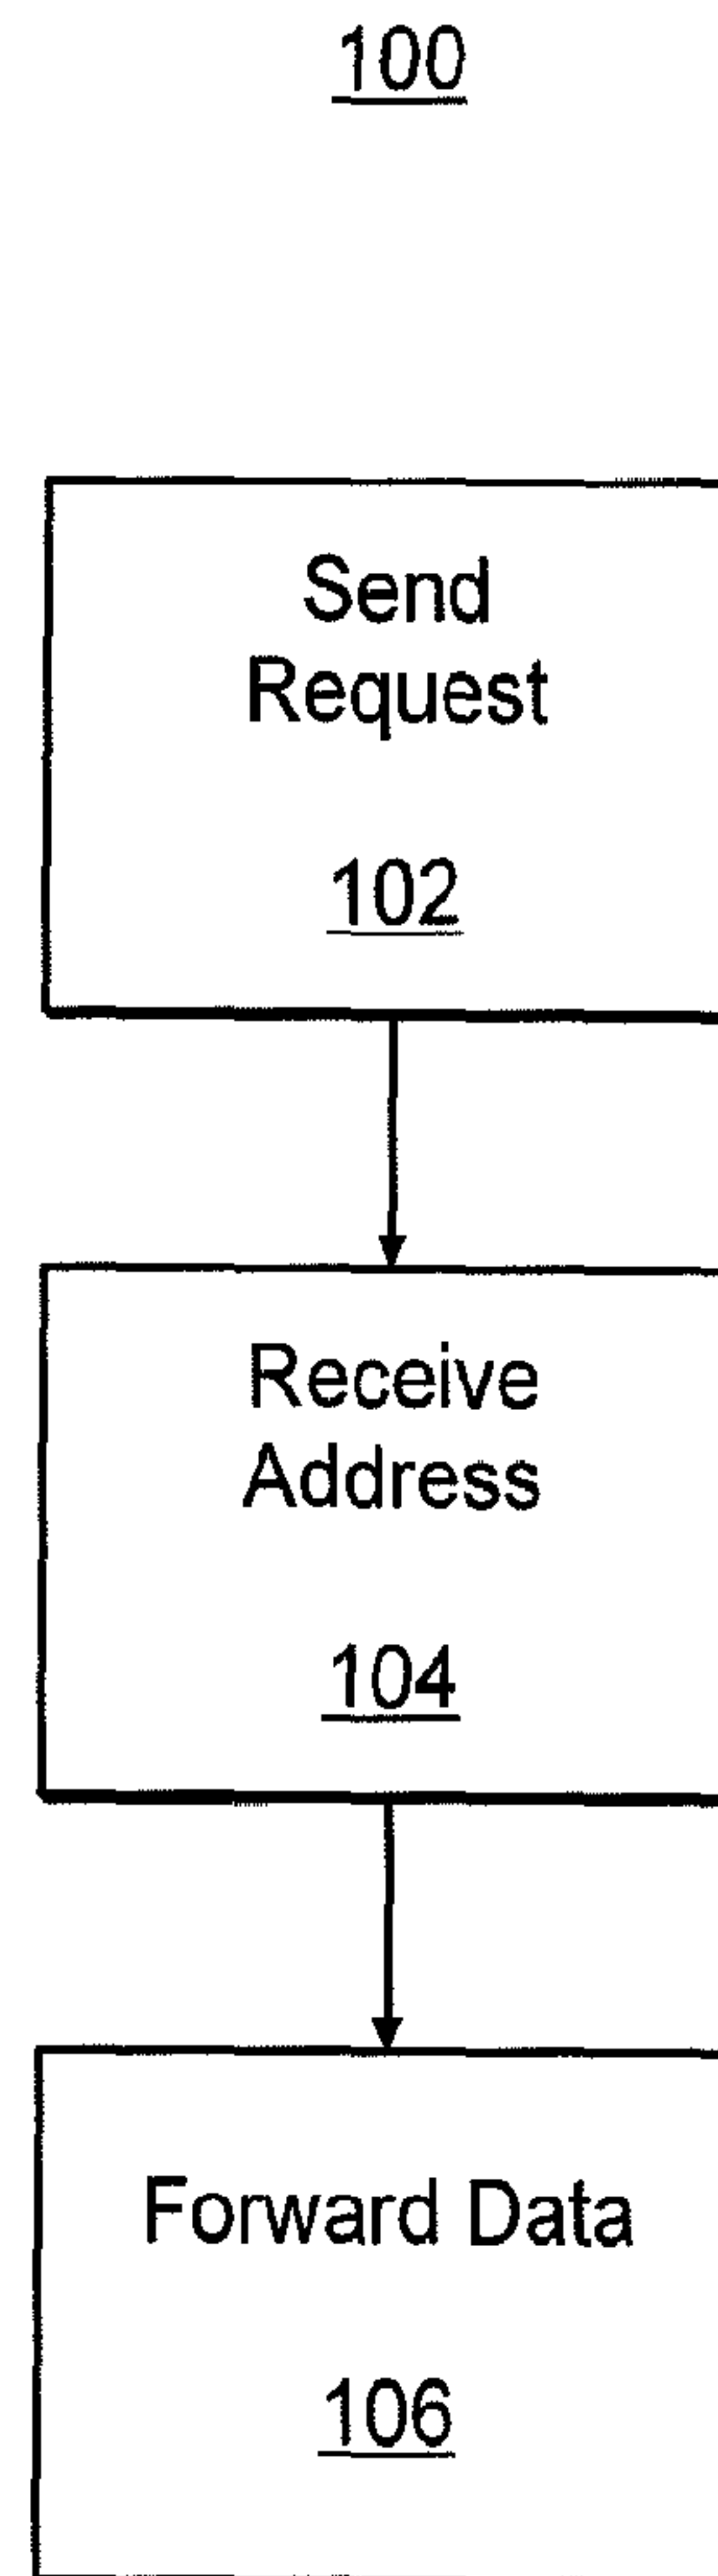 100
Send
Request
102
Receive
Address
104
Forward Data
106